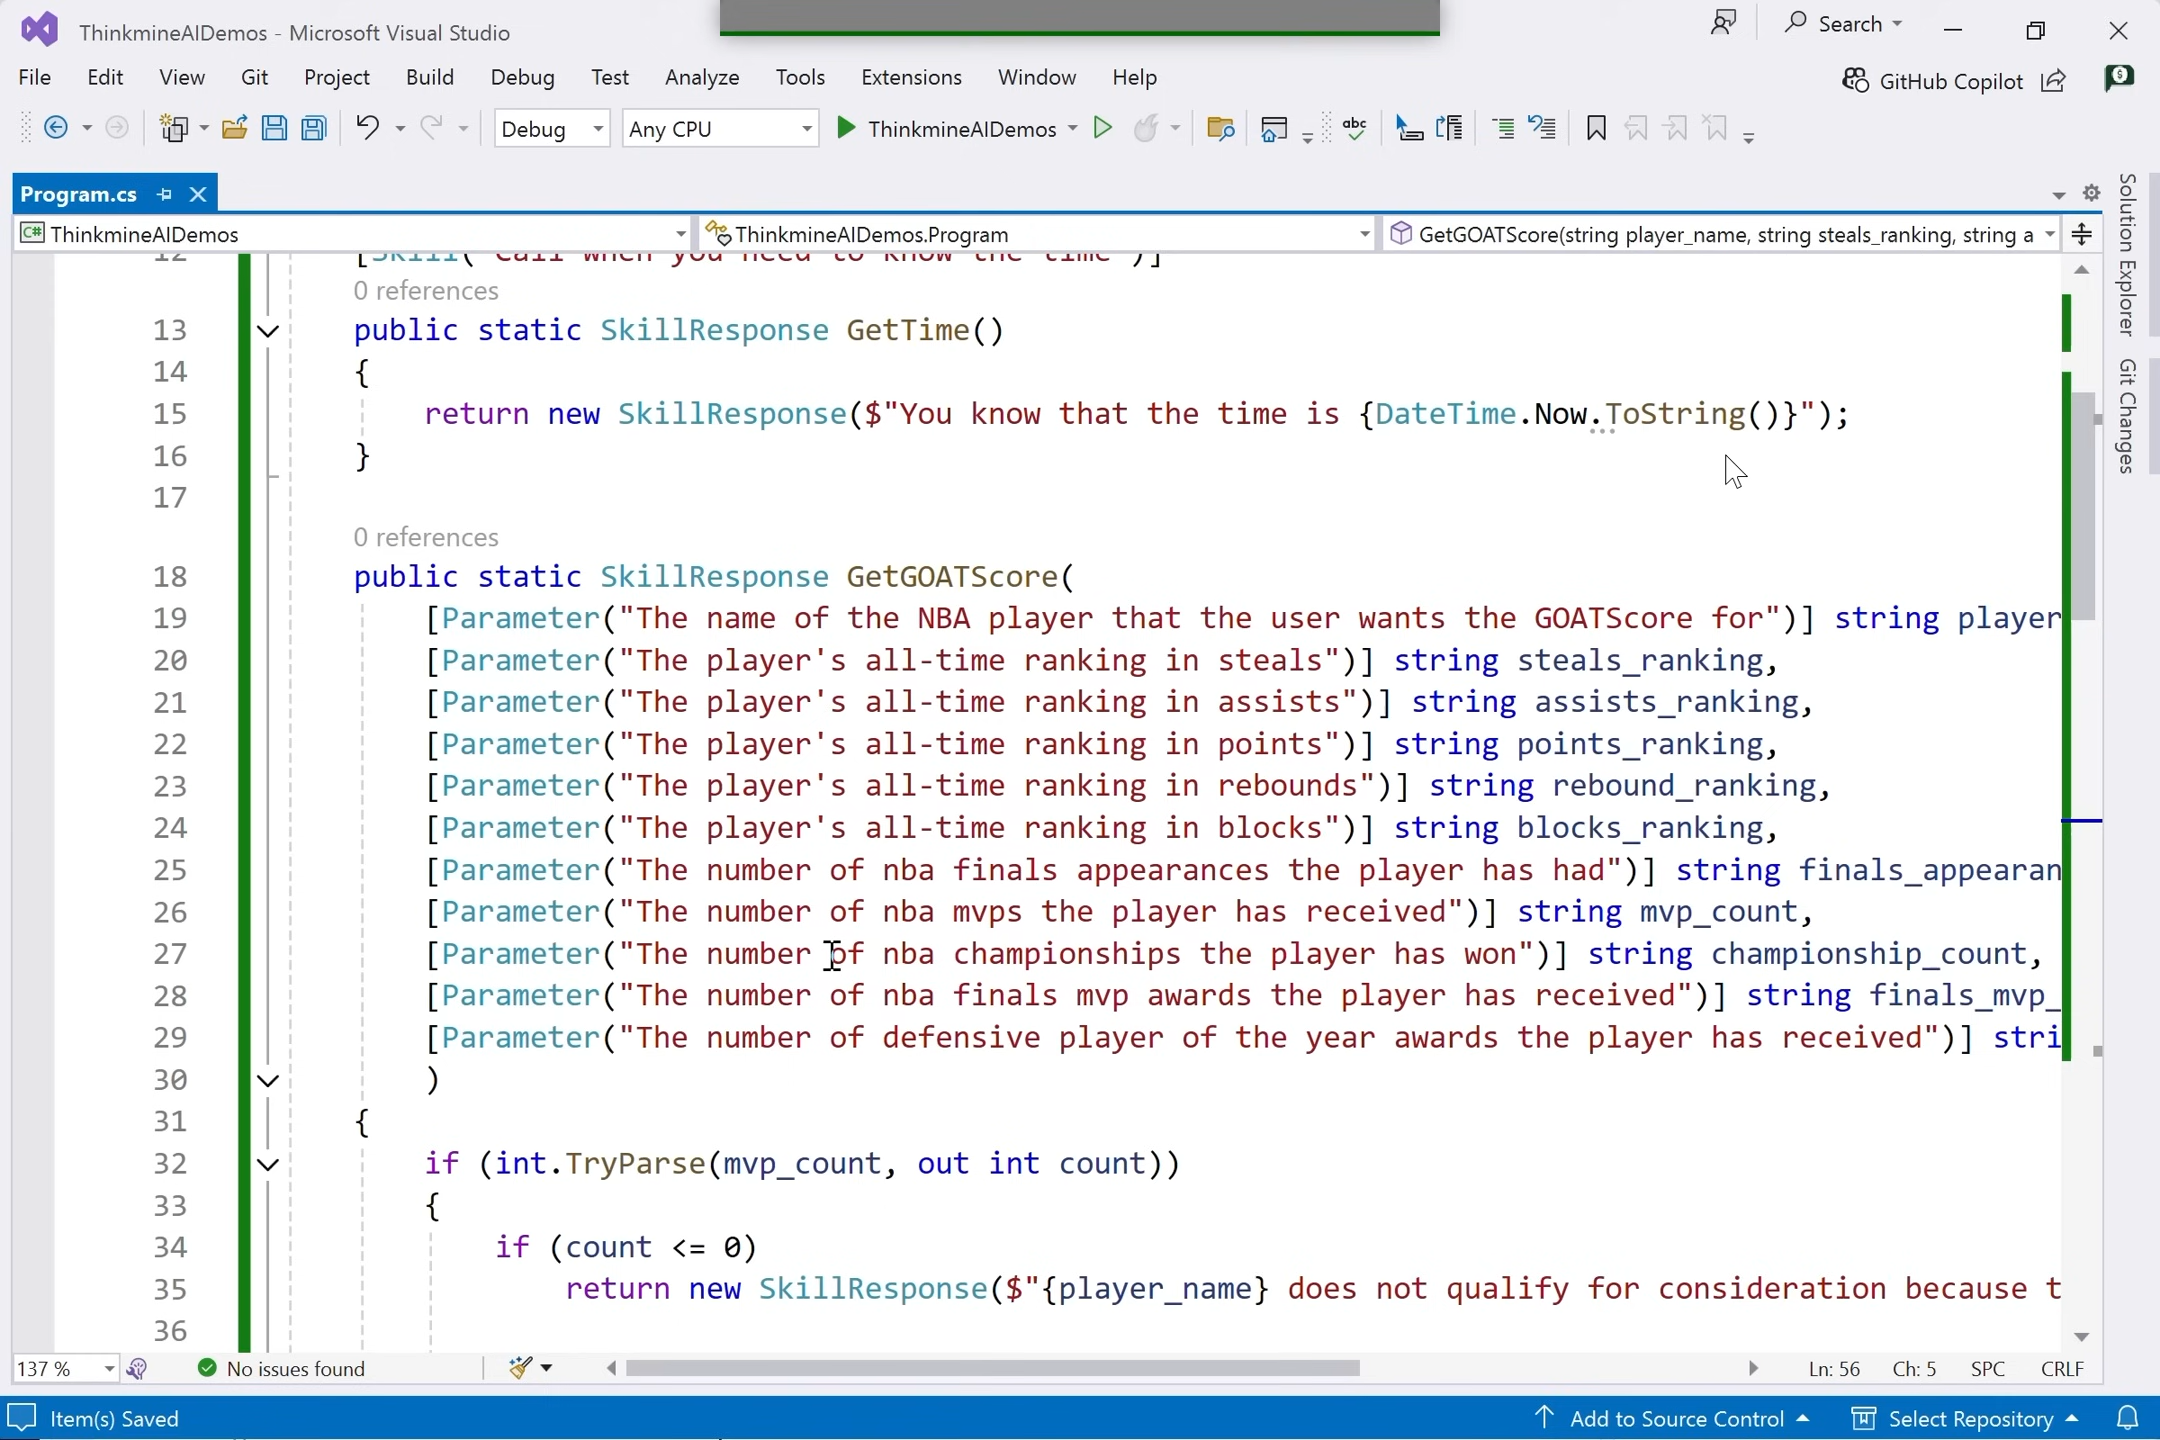 ThinkmineAIDemos - Microsoft Visual Studio
Search
File Edit View Git Project Build Debug Test Analyze Tools Extensions Window Help
GitHub Copilot
Debug Any CPU ThinkmineAIDemos
Program.cs
C# ThinkmineAIDemos ThinkmineAIDemos.Program GetGOATScore(string player_name, string steals_ranking, string a
12 [Skill("Call when you need to know the time")]
0 references
13 public static SkillResponse GetTime()
14 {
15 return new SkillResponse($"You know that the time is {DateTime.Now.ToString()}");
16 }
17
0 references
18 public static SkillResponse GetGOATScore(
19 [Parameter("The name of the NBA player that the user wants the GOATScore for")] string player
20 [Parameter("The player's all-time ranking in steals")] string steals_ranking,
21 [Parameter("The player's all-time ranking in assists")] string assists_ranking,
22 [Parameter("The player's all-time ranking in points")] string points_ranking,
23 [Parameter("The player's all-time ranking in rebounds")] string rebound_ranking,
24 [Parameter("The player's all-time ranking in blocks")] string blocks_ranking,
25 [Parameter("The number of nba finals appearances the player has had")] string finals_appearan
26 [Parameter("The number of nba mvps the player has received")] string mvp_count,
27 [Parameter("The number of nba championships the player has won")] string championship_count,
28 [Parameter("The number of nba finals mvp awards the player has received")] string finals_mvp_
29 [Parameter("The number of defensive player of the year awards the player has received")] stri
30 )
31 {
32 if (int.TryParse(mvp_count, out int count))
33 {
34 if (count <= 0)
35 return new SkillResponse($"{player_name} does not qualify for consideration because t
36
137 % No issues found Ln: 56 Ch: 5 SPC CRLF
Item(s) Saved Add to Source Control Select Repository
Solution Explorer
Git Changes